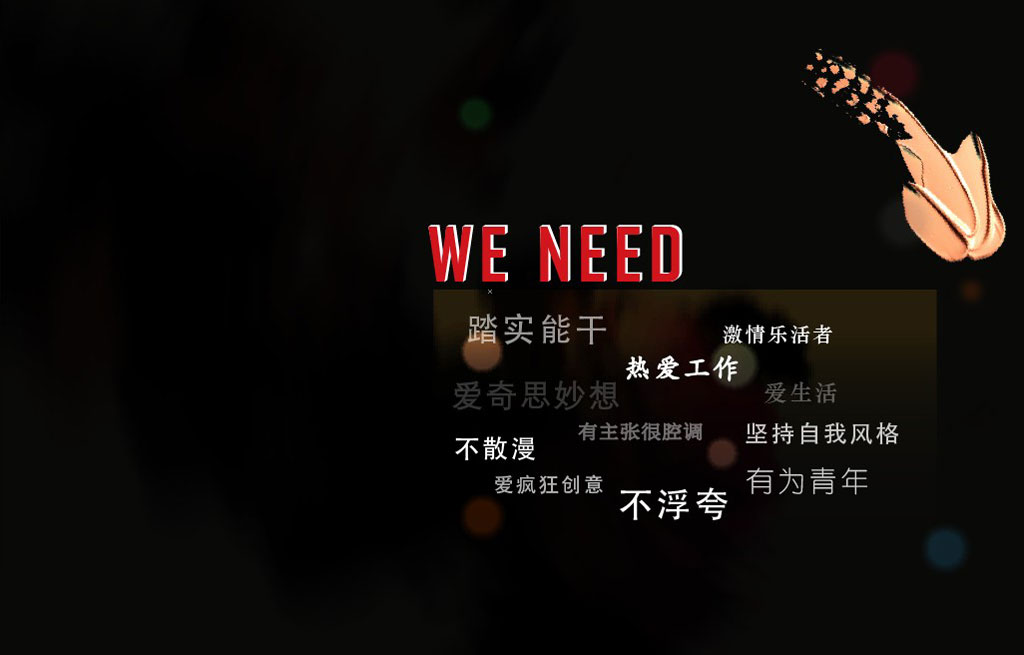 WE NEED
踏实能干
激情乐活者
热爱工作
爱奇思妙想
爱生活
有主张很腔调
坚持自我风格
不散漫
爱疯狂创意
有为青年
不浮夸